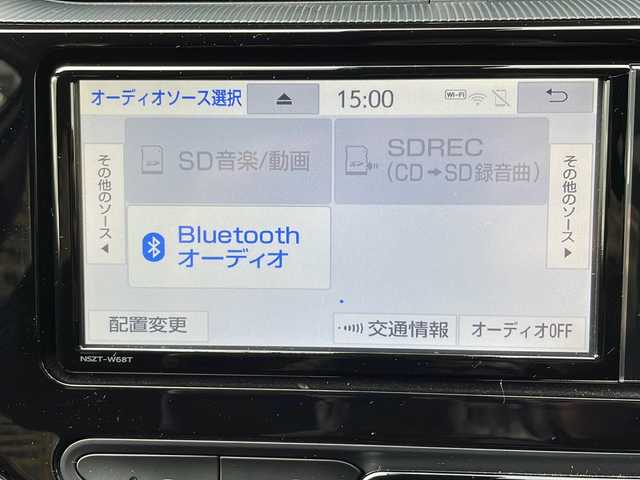 オーディオソース選択
15:00
Wi-Fi
その他のソース◀
SD音楽/動画
SDREC
(CD➡SD録音曲)
その他のソース▶
Bluetooth
オーディオ
配置変更
交通情報
オーディオOFF
NSZT-W68T